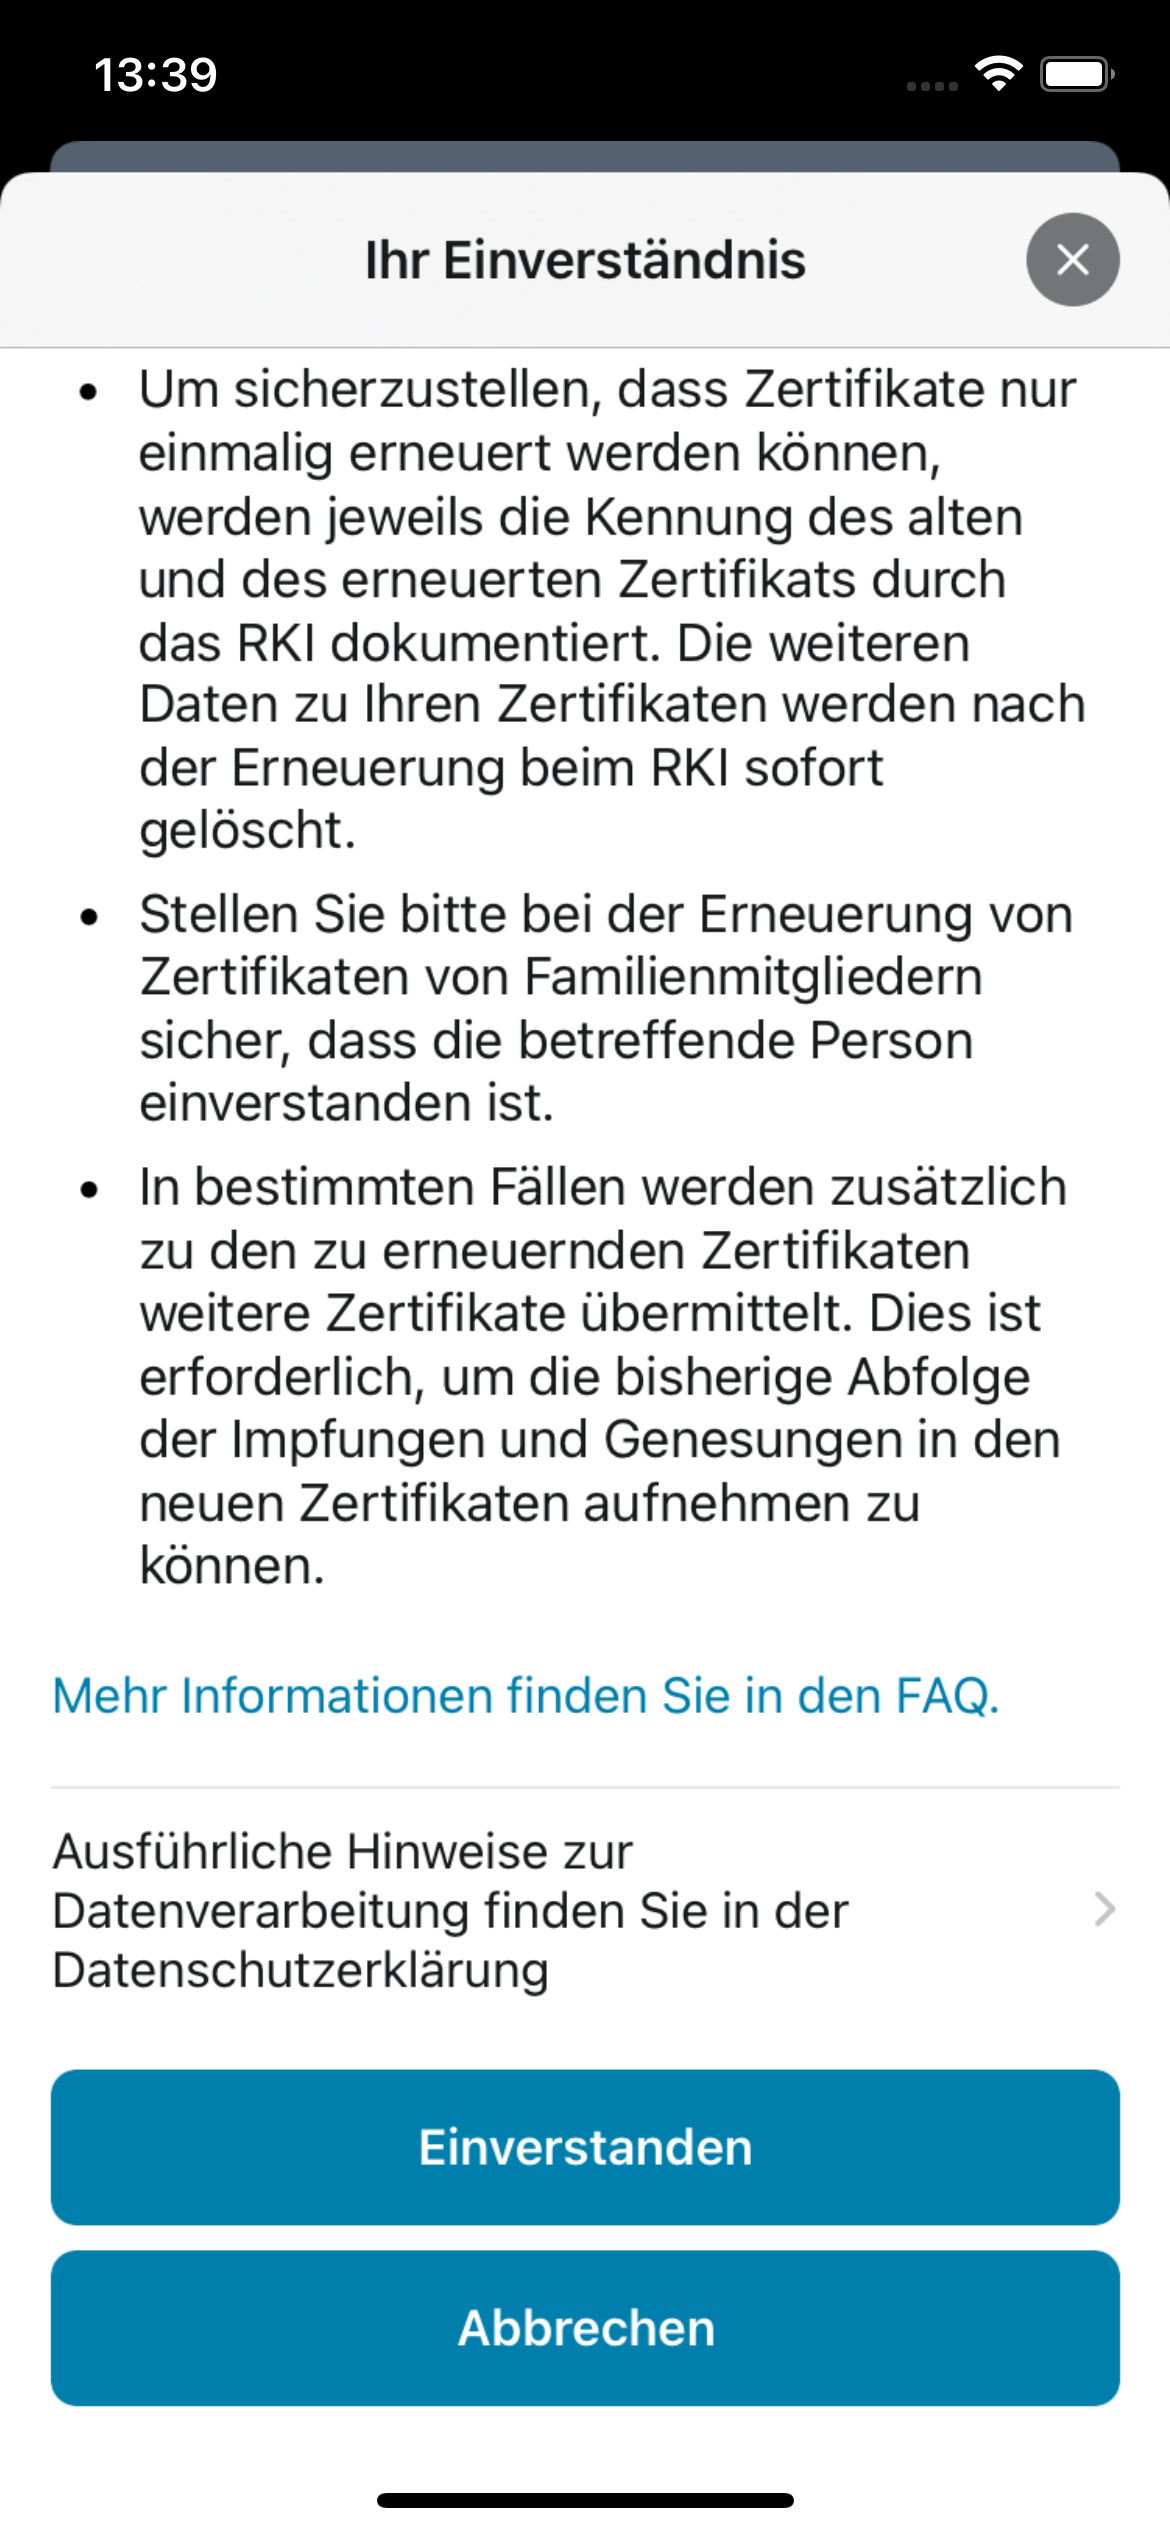 13:39
Ihr Einverständnis
• Um sicherzustellen, dass Zertifikate nur
einmalig erneuert werden können,
werden jeweils die Kennung des alten
und des erneuerten Zertifikats durch
das RKI dokumentiert. Die weiteren
Daten zu Ihren Zertifikaten werden nach
der Erneuerung beim RKI sofort
gelöscht.
• Stellen Sie bitte bei der Erneuerung von
Zertifikaten von Familienmitgliedern
sicher, dass die betreffende Person
einverstanden ist.
• In bestimmten Fällen werden zusätzlich
zu den zu erneuernden Zertifikaten
weitere Zertifikate übermittelt. Dies ist
erforderlich, um die bisherige Abfolge
der Impfungen und Genesungen in den
neuen Zertifikaten aufnehmen zu
können.
Mehr Informationen finden Sie in den FAQ.
Ausführliche Hinweise zur
Datenverarbeitung finden Sie in der
Datenschutzerklärung
Einverstanden
Abbrechen